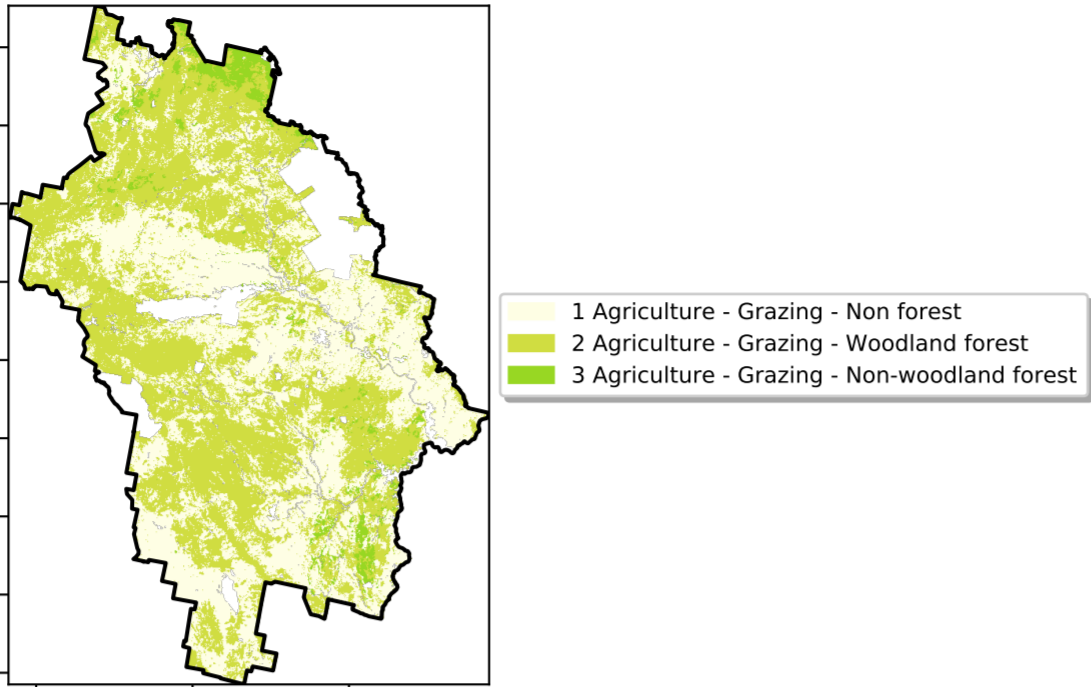 1 Agriculture - Grazing - Non forest
2 Agriculture - Grazing - Woodland forest
3 Agriculture - Grazing - Non-woodland forest